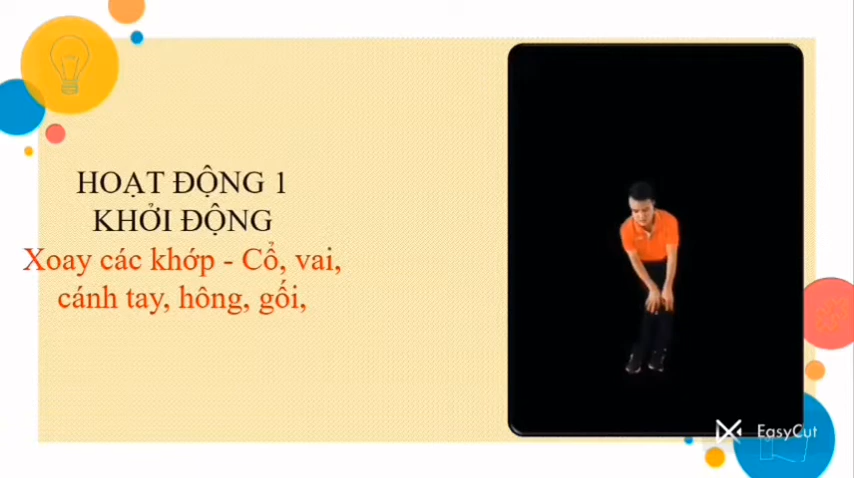 HOẠT ĐỘNG 1
KHỞI ĐỘNG
Xoay các khớp - Cổ, vai,
cánh tay, hông, gối,
EasyCut